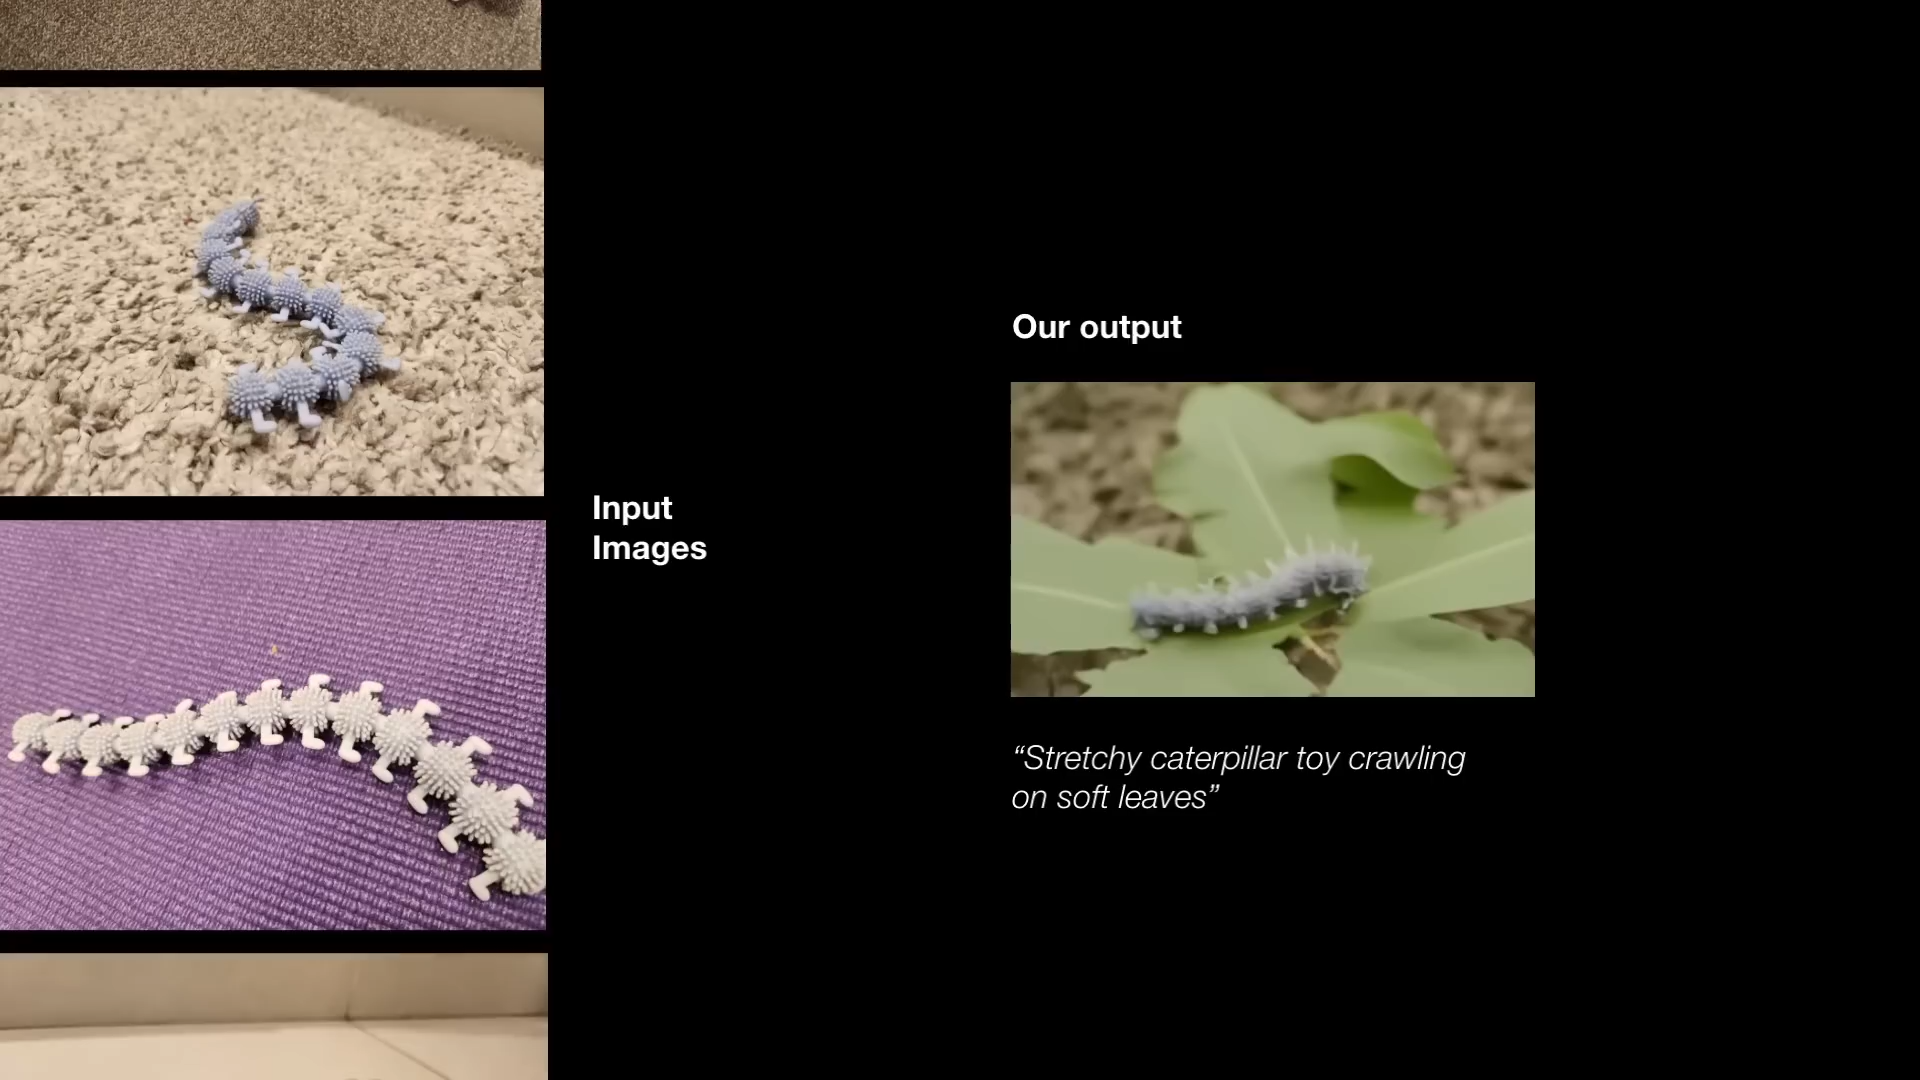 Input
Images
Our output
“Stretchy caterpillar toy crawling
on soft leaves”